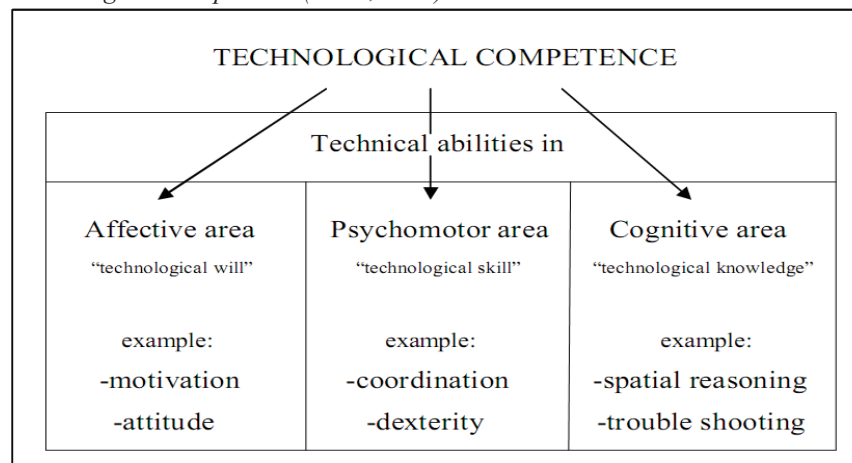 TECHNOLOGICAL COMPETENCE
Technical abilities in
Affective area
“technological will”
example:
-motivation
-attitude
Psychomotor area
“technological skill”
example:
-coordination
-dexterity
Cognitive area
“technological knowledge”
example:
-spatial reasoning
-trouble shooting